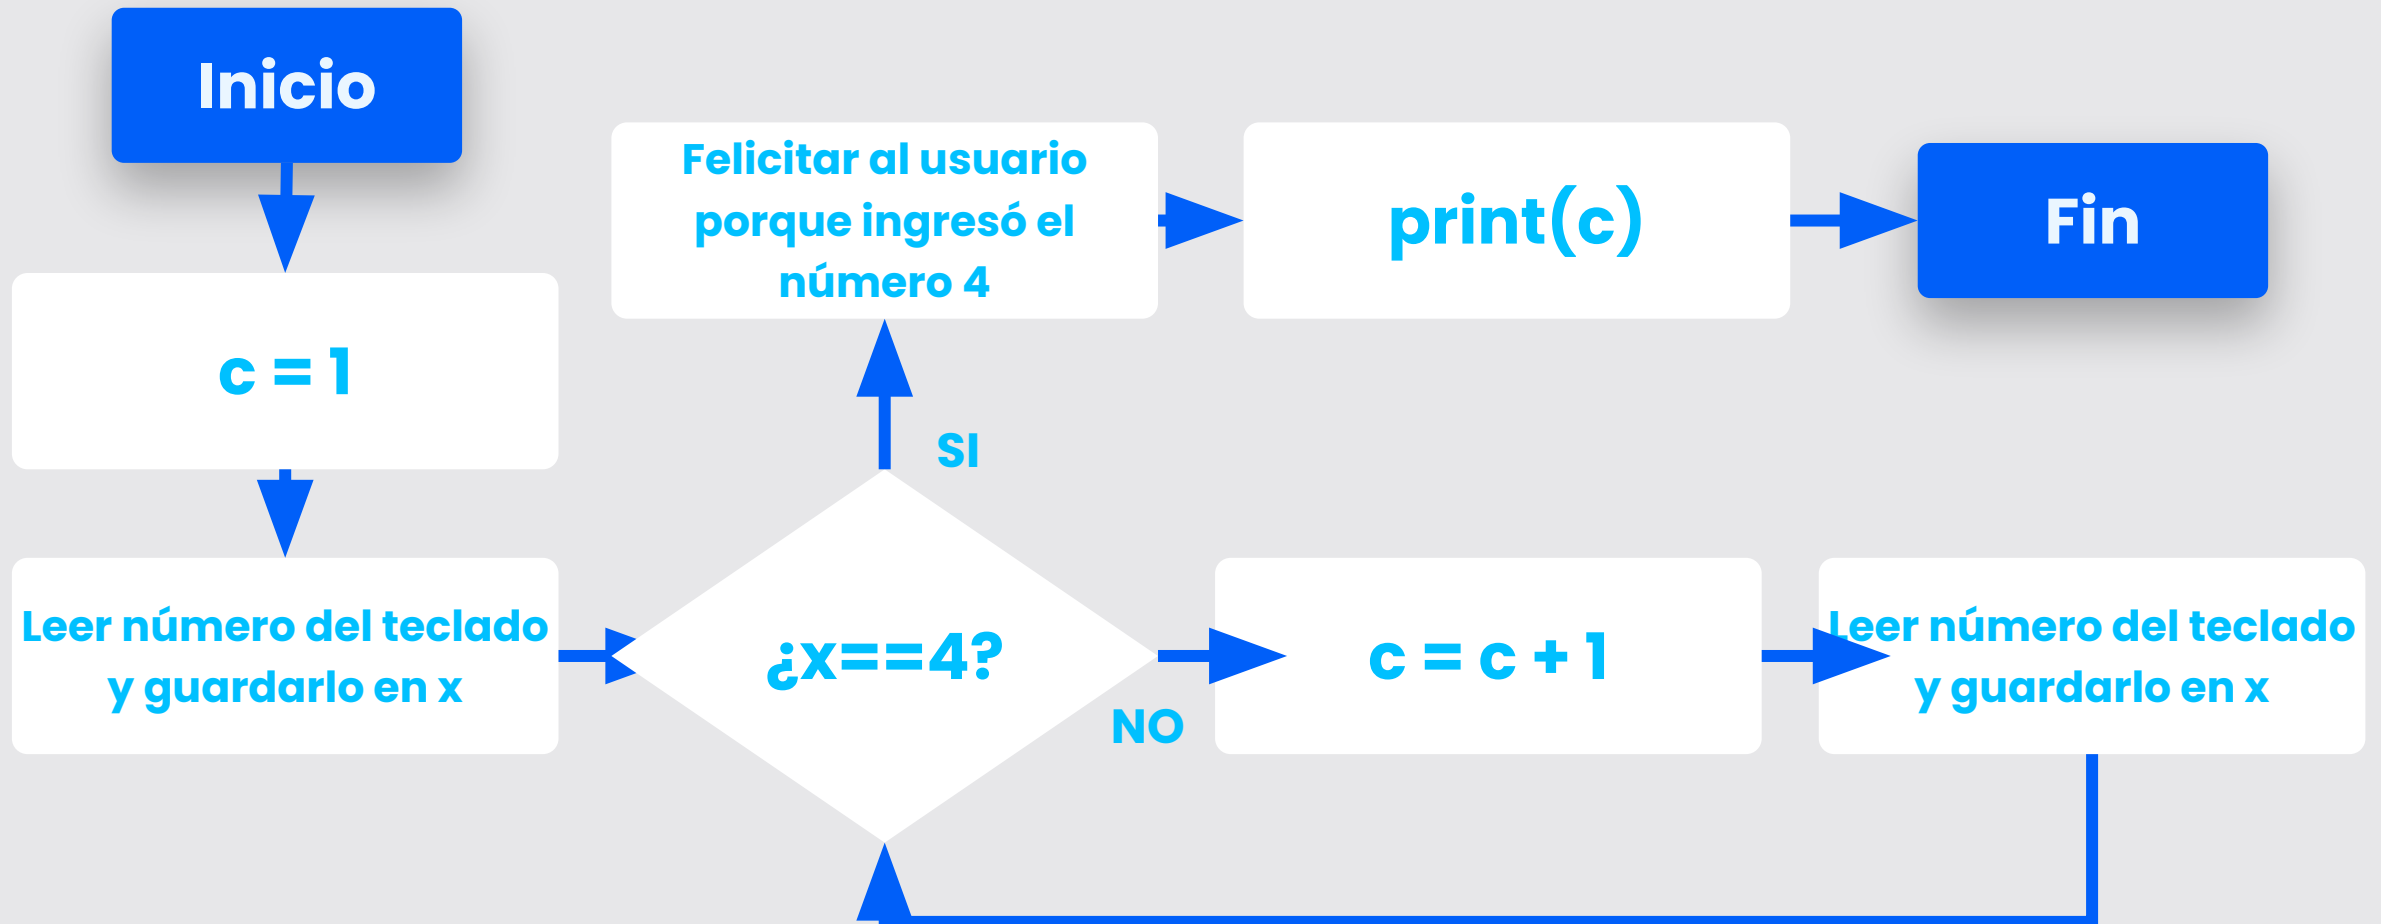 Inicio
c = 1
Leer número del teclado
y guardarlo en x
¿x==4?
SI
Felicitar al usuario
porque ingresó el
número 4
print(c)
Fin
NO
c = c + 1
Leer número del teclado
y guardarlo en x